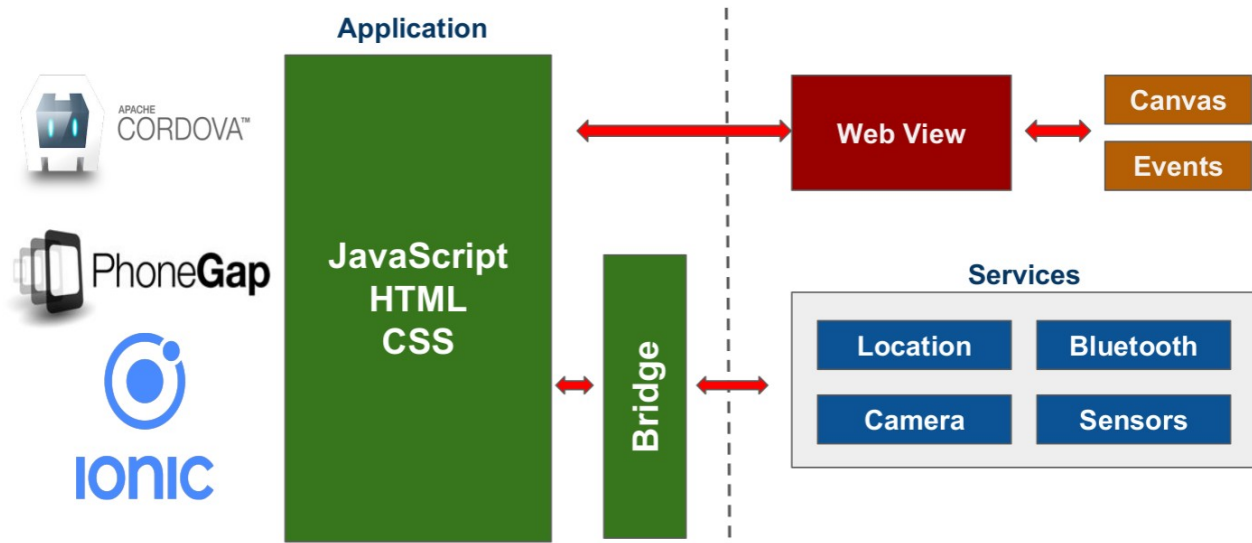 Application
APACHE
CORDOVA™
PhoneGap
IONIC
JavaScript
HTML
CSS
Bridge
Web View
Canvas
Events
Services
Location
Bluetooth
Camera
Sensors